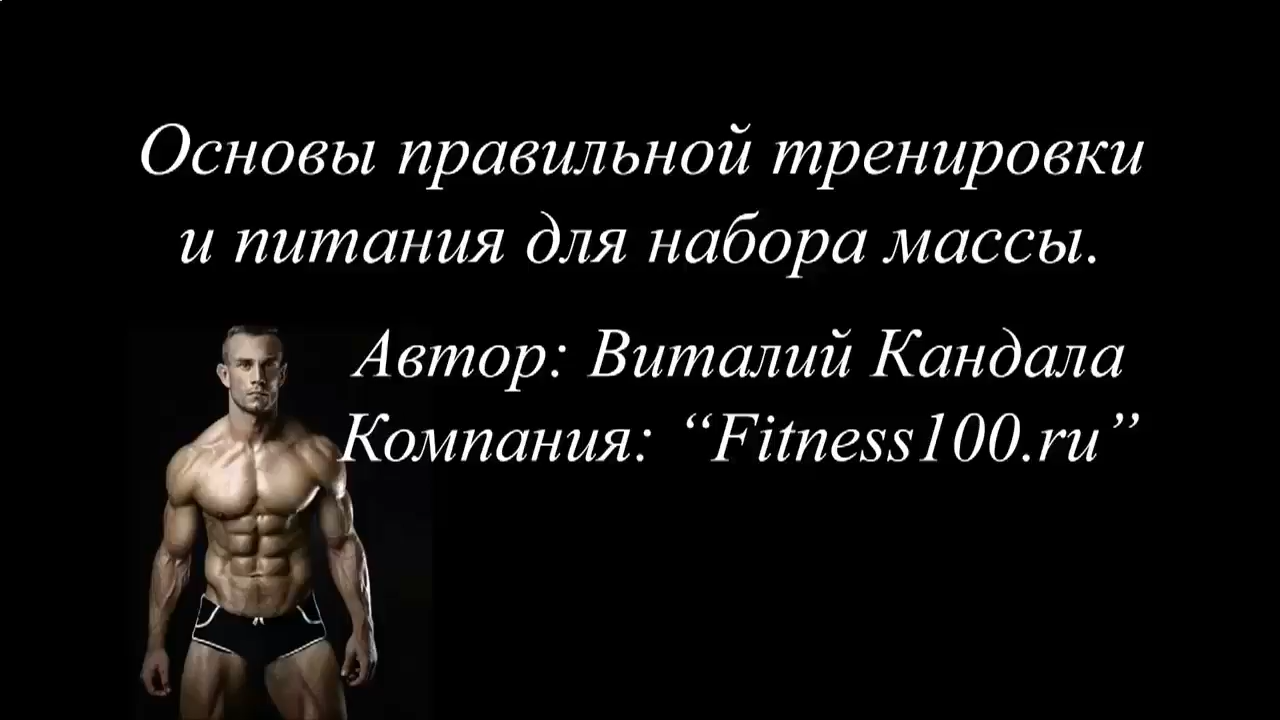 Основы правильной тренировки
и питания для набора массы.
Автор: Виталий Кандала
Компания: “Fitness100.ru”